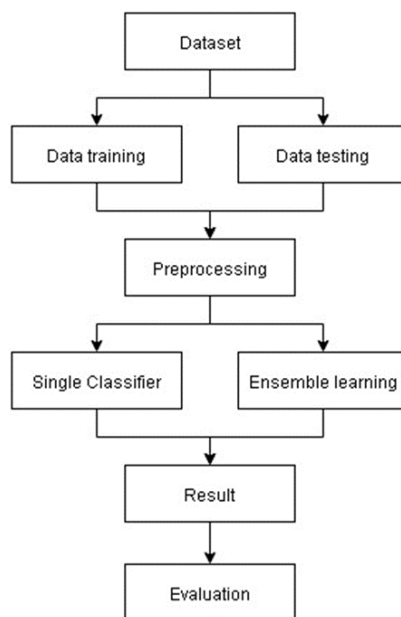 Dataset
Data training
Data testing
Preprocessing
Single Classifier
Ensemble learning
Result
Evaluation